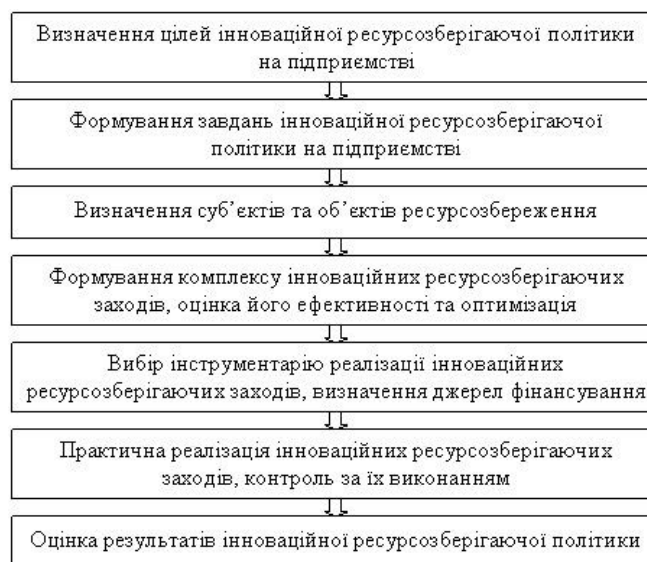 Визначення цілей інноваційної ресурсозберігаючої політики
на підприємстві
Формування завдань інноваційної ресурсозберігаючої
політики на підприємстві
Визначення суб’єктів та об’єктів ресурсозбереження
Формування комплексу інноваційних ресурсозберігаючих
заходів, оцінка його ефективності та оптимізація
Вибір інструментарію реалізації інноваційних
ресурсозберігаючих заходів, визначення джерел фінансування
Практична реалізація інноваційних ресурсозберігаючих
заходів, контроль за їх виконанням
Оцінка результатів інноваційної ресурсозберігаючої політики